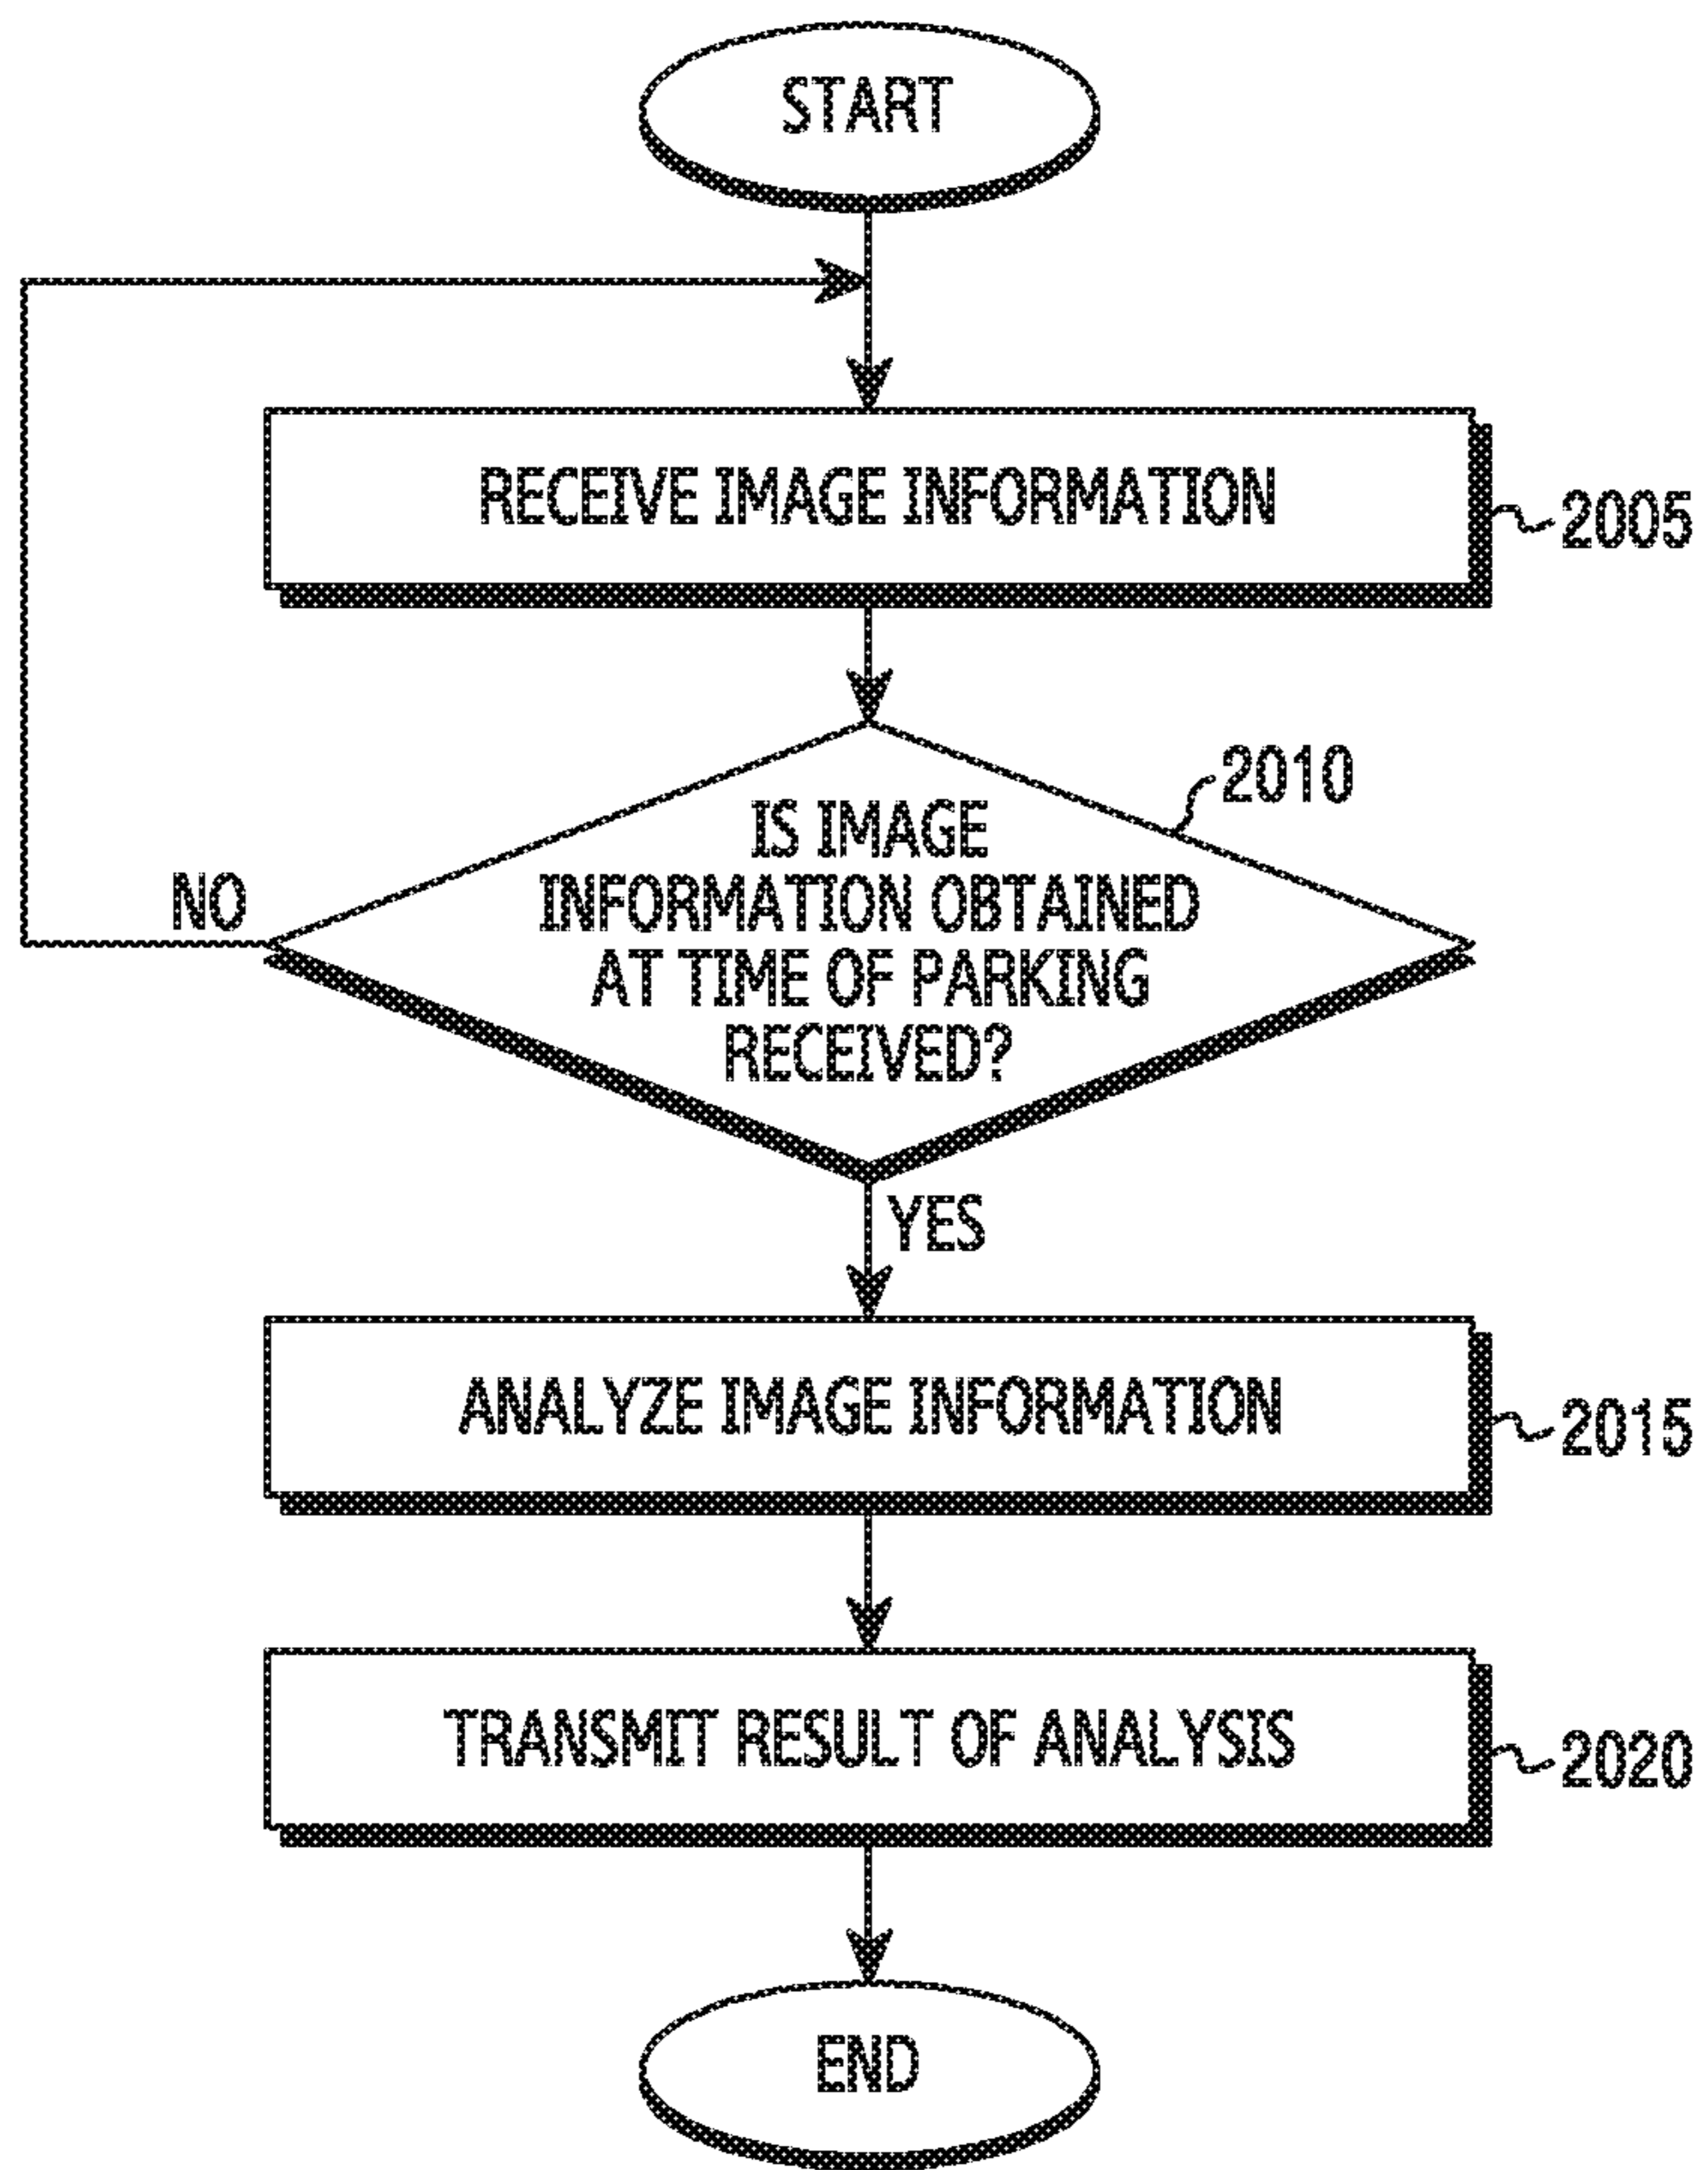 START
RECEIVE IMAGE INFORMATION
2005
2010
IS IMAGE
INFORMATION OBTAINED
AT TIME OF PARKING
RECEIVED?
NO
YES
ANALYZE IMAGE INFORMATION
2015
TRANSMIT RESULT OF ANALYSIS
2020
END